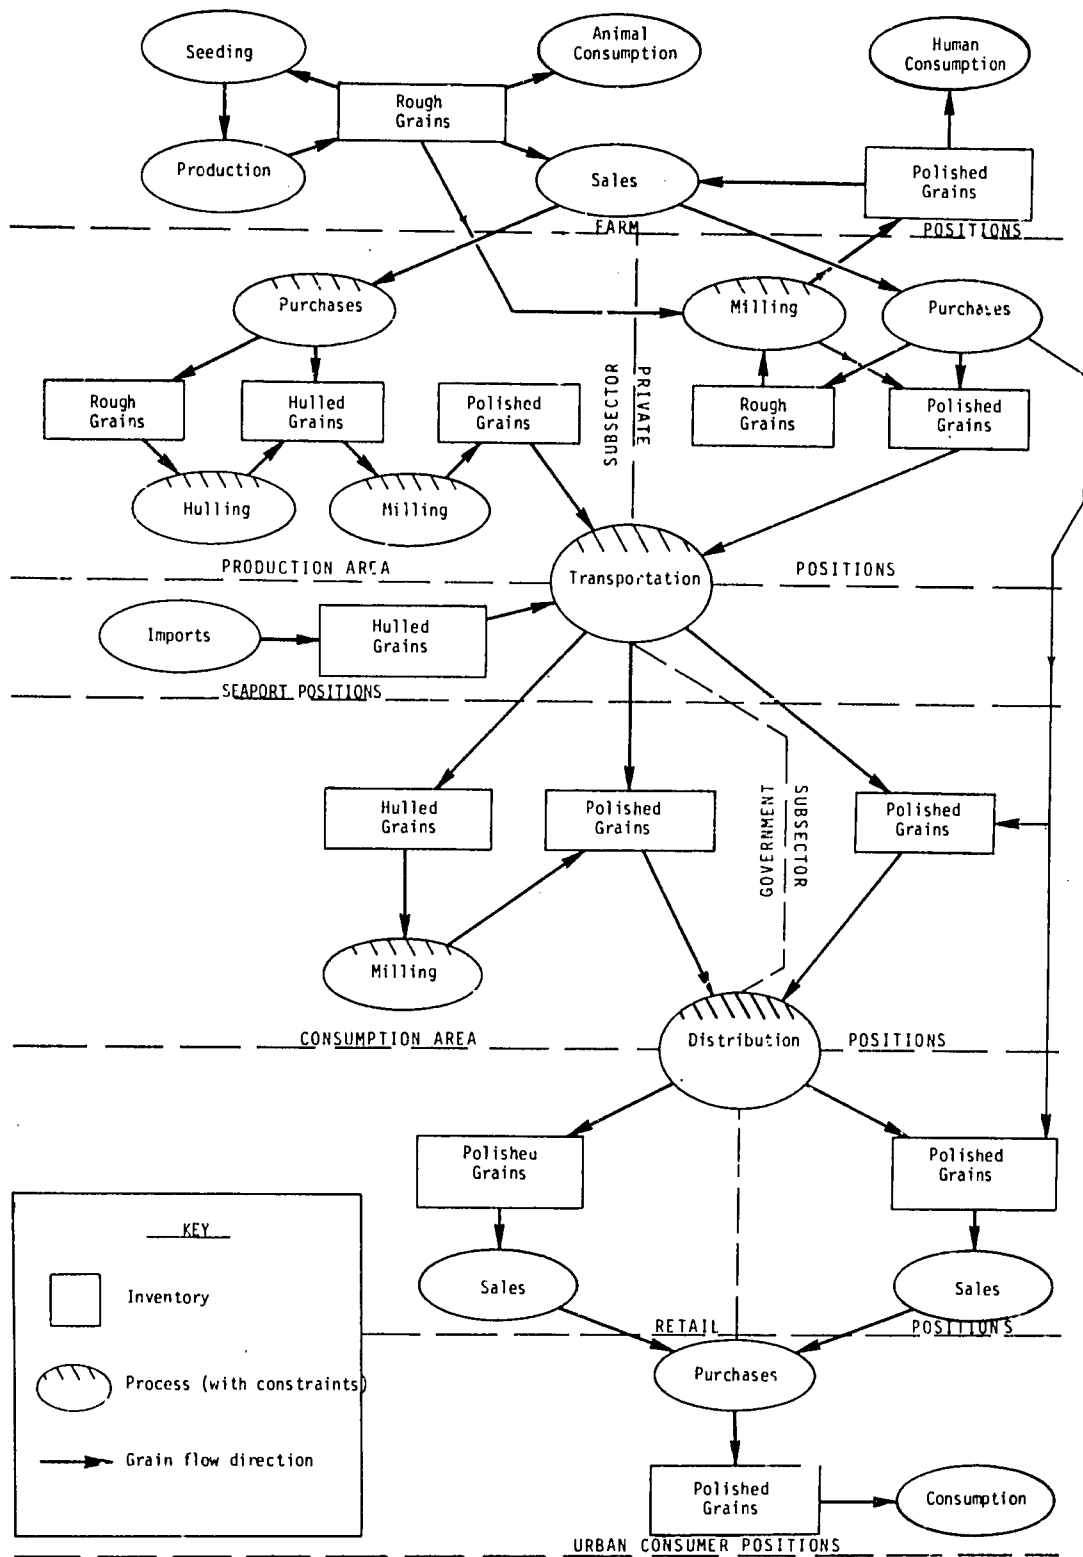 Seeding
Animal
Consumption
Human
Consumption
Rough
Grains
Production
Sales
Polished
Grains
FARM
POSITIONS
Purchases
Milling
Purchases
SUBSECTOR
PRIVATE
Rough
Grains
Hulled
Grains
Polished
Grains
Rough
Grains
Polished
Grains
Hulling
Milling
PRODUCTION AREA
Transportation
POSITIONS
Imports
Hulled
Grains
SEAPORT POSITIONS
Hulled
Grains
Polished
Grains
GOVERNMENT
SUBSECTOR
Polished
Grains
Milling
CONSUMPTION AREA
Distribution
POSITIONS
Polished
Grains
Polished
Grains
KEY
Inventory
Sales
Sales
RETAIL
POSITIONS
Process (with constraints)
Purchases
Grain flow direction
Polished
Grains
Consumption
URBAN CONSUMER POSITIONS